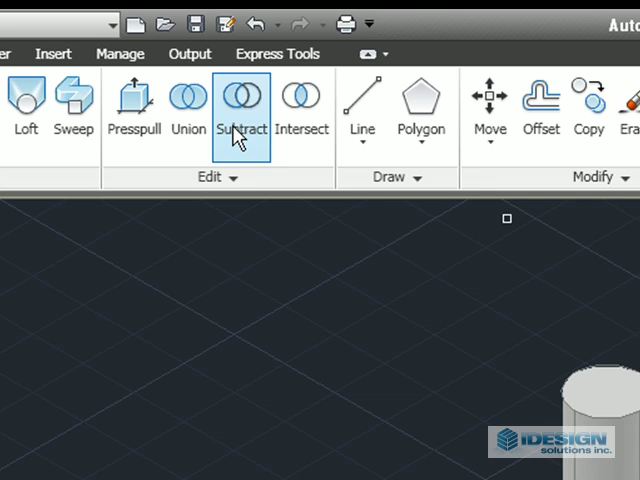 Auto
er Insert Manage Output Express Tools
Loft Sweep Presspull Union Subtract Intersect Line Polygon Move Offset Copy Era
Edit Draw Modify
IDESIGN
solutions inc.